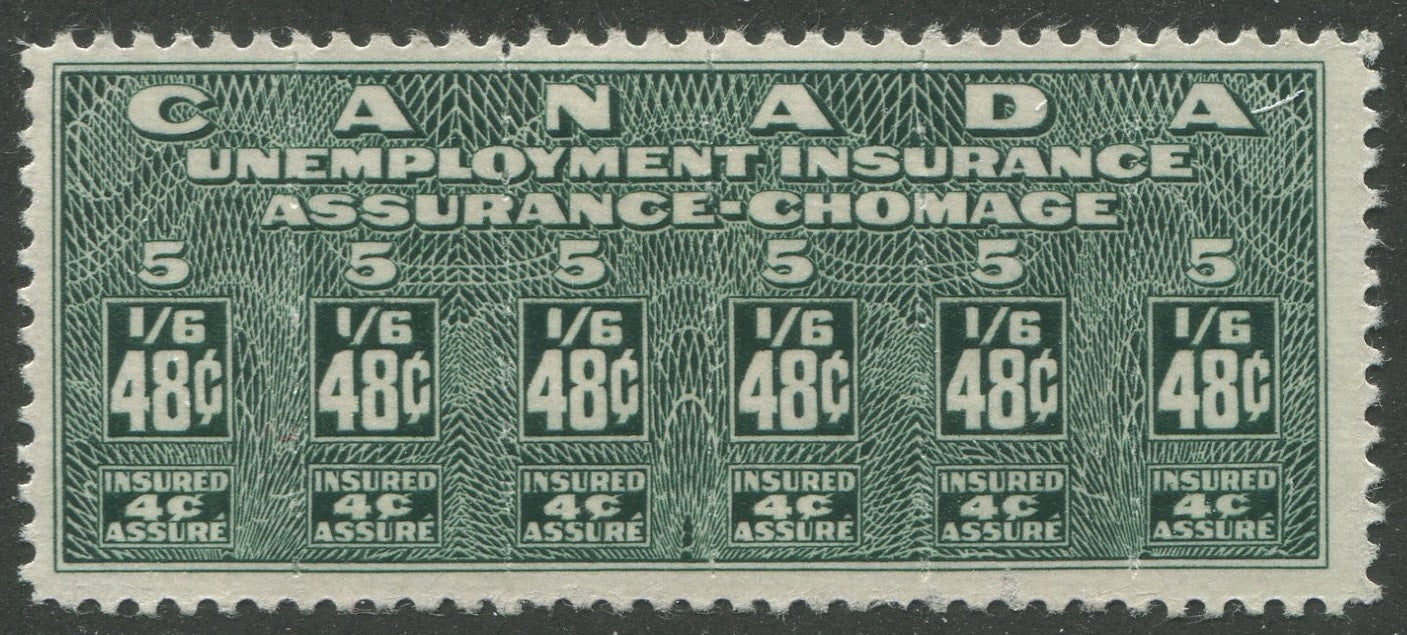 CANADA
UNEMPLOYMENT INSURANCE
ASSURANCE-CHOMAGE
5 5 5 5 5 5
1/6 1/6 1/6 1/6 1/6 1/6
48¢ 48¢ 48¢ 48¢ 48¢ 48¢
INSURED INSURED INSURED INSURED INSURED INSURED
4¢ 4¢ 4¢ 4¢ 4¢ 4¢
ASSURÉ ASSURÉ ASSURÉ ASSURÉ ASSURÉ ASSURÉ